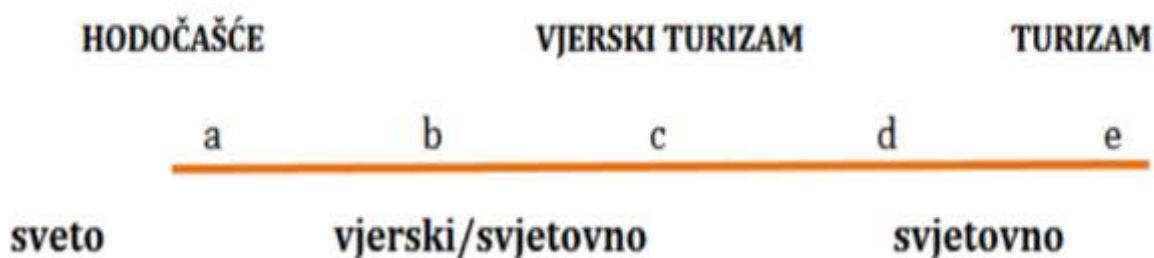 HODOČAŠĆE VJERSKI TURIZAM TURIZAM
a b c d e
sveto vjerski/svjetovno svjetovno